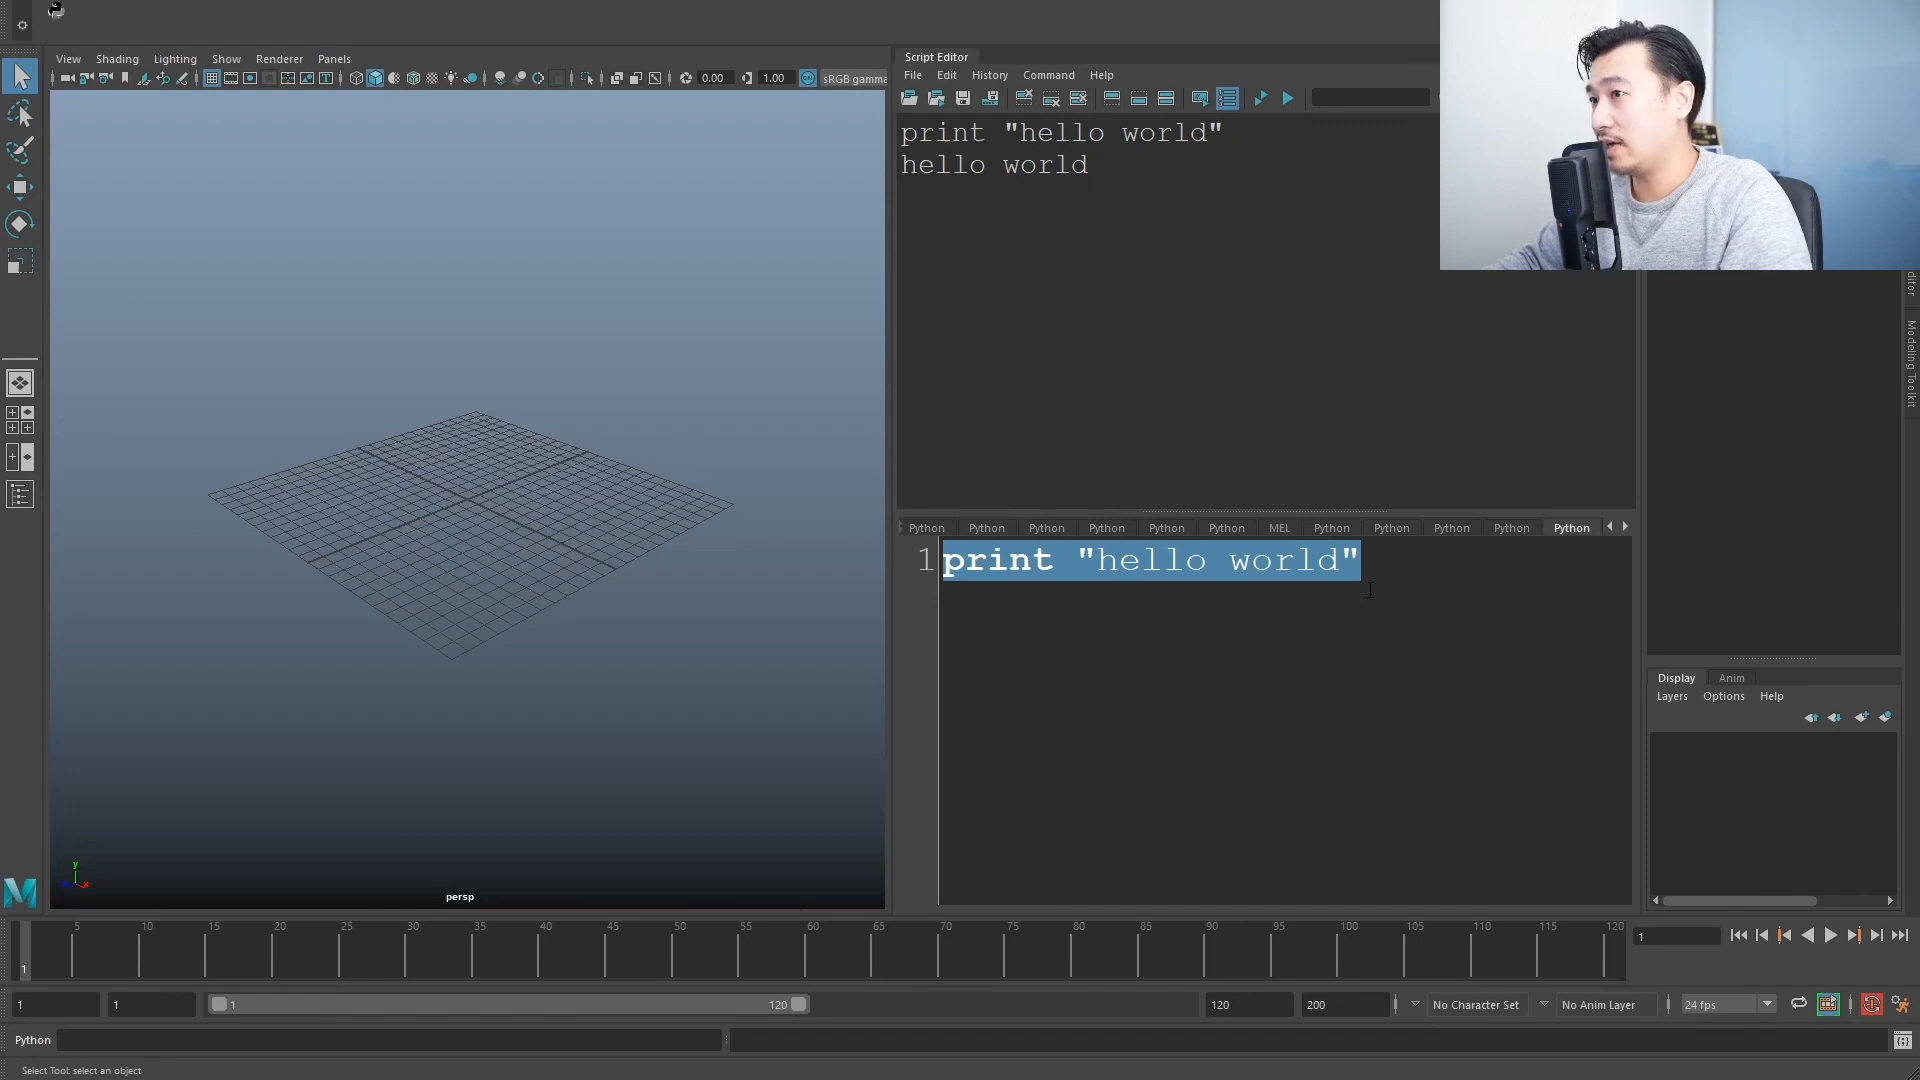 View Shading Lighting Show Renderer Panels
0.00 1.00 ON sRGB gamma
Script Editor
File Edit History Command Help
print "hello world"
hello world
Python Python Python Python Python Python MEL Python Python Python Python Python
1 print "hello world"
persp
y
Modeling Toolkit
Display Anim
Layers Options Help
5 10 15 20 25 30 35 40 45 50 55 60 65 70 75 80 85 90 95 100 105 110 115 120
1
1
1 1 1 120 120 200 No Character Set No Anim Layer 24 fps
Python
Select Tool: select an object